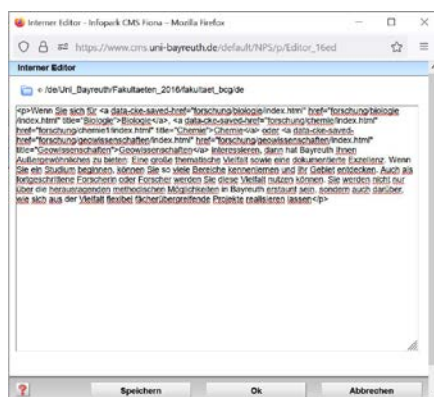 Interner Editor - Infopark CMS Fiona – Mozilla Firefox
https://www.cms.uni-bayreuth.de/default/NPS/p/Editor_16ed
Interner Editor
/de/Uni_Bayreuth/Fakultaeten_2016/fakultaet_bcg/de
<p>Wenn Sie sich für <a data-cke-saved-href="forschung/biologie/index.html" href="forschung/biologie
/index.html" title="Biologie">Biologie</a>, <a data-cke-saved-href="forschung/chemie/index.html"
href="forschung/chemie1/index.html" title="Chemie">Chemie</a> oder <a data-cke-saved-
href="forschung/geowissenschaften/index.html" href="forschung/geowissenschaften/index.html"
title="Geowissenschaften">Geowissenschaften</a> interessieren, dann hat Bayreuth Ihnen
Außergewöhnliches zu bieten: Eine große thematische Vielfalt sowie eine dokumentierte Exzellenz. Wenn
Sie ein Studium beginnen, können Sie so viele Bereiche kennenlernen und Ihr Gebiet entdecken. Auch als
fortgeschrittene Forscherin oder Forscher werden Sie diese Vielfalt nutzen können. Sie werden nicht nur
über die herausragenden methodischen Möglichkeiten in Bayreuth erstaunt sein, sondern auch darüber,
wie sich aus der Vielfalt flexibel fächerübergreifende Projekte realisieren lassen</p>
? Speichern Ok Abbrechen